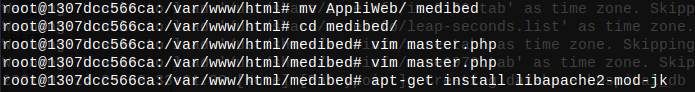 root@1307dcc566ca:/var/www/html# mv AppliWeb/ medibed
root@1307dcc566ca:/var/www/html# cd medibed/
root@1307dcc566ca:/var/www/html/medibed# vim master.php
root@1307dcc566ca:/var/www/html/medibed# vim master.php
root@1307dcc566ca:/var/www/html/medibed# apt-get install libapache2-mod-jk